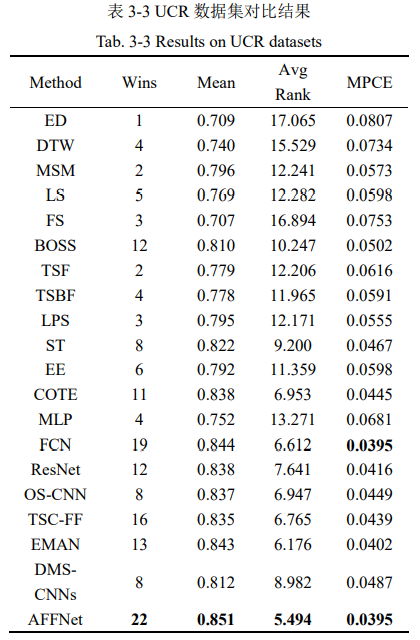 表 3-3 UCR 数据集对比结果
Tab. 3-3 Results on UCR datasets
Method Wins Mean Avg Rank MPCE
ED 1 0.709 17.065 0.0807
DTW 4 0.740 15.529 0.0734
MSM 2 0.796 12.241 0.0573
LS 5 0.769 12.282 0.0598
FS 3 0.707 16.894 0.0753
BOSS 12 0.810 10.247 0.0502
TSF 2 0.779 12.206 0.0616
TSBF 4 0.778 11.965 0.0591
LPS 3 0.795 12.171 0.0555
ST 8 0.822 9.200 0.0467
EE 6 0.792 11.359 0.0598
COTE 11 0.838 6.953 0.0445
MLP 4 0.752 13.271 0.0681
FCN 19 0.844 6.612 0.0395
ResNet 12 0.838 7.641 0.0416
OS-CNN 8 0.837 6.947 0.0449
TSC-FF 16 0.835 6.765 0.0439
EMAN 13 0.843 6.176 0.0402
DMS-CNNs 8 0.812 8.982 0.0487
AFFNet 22 0.851 5.494 0.0395